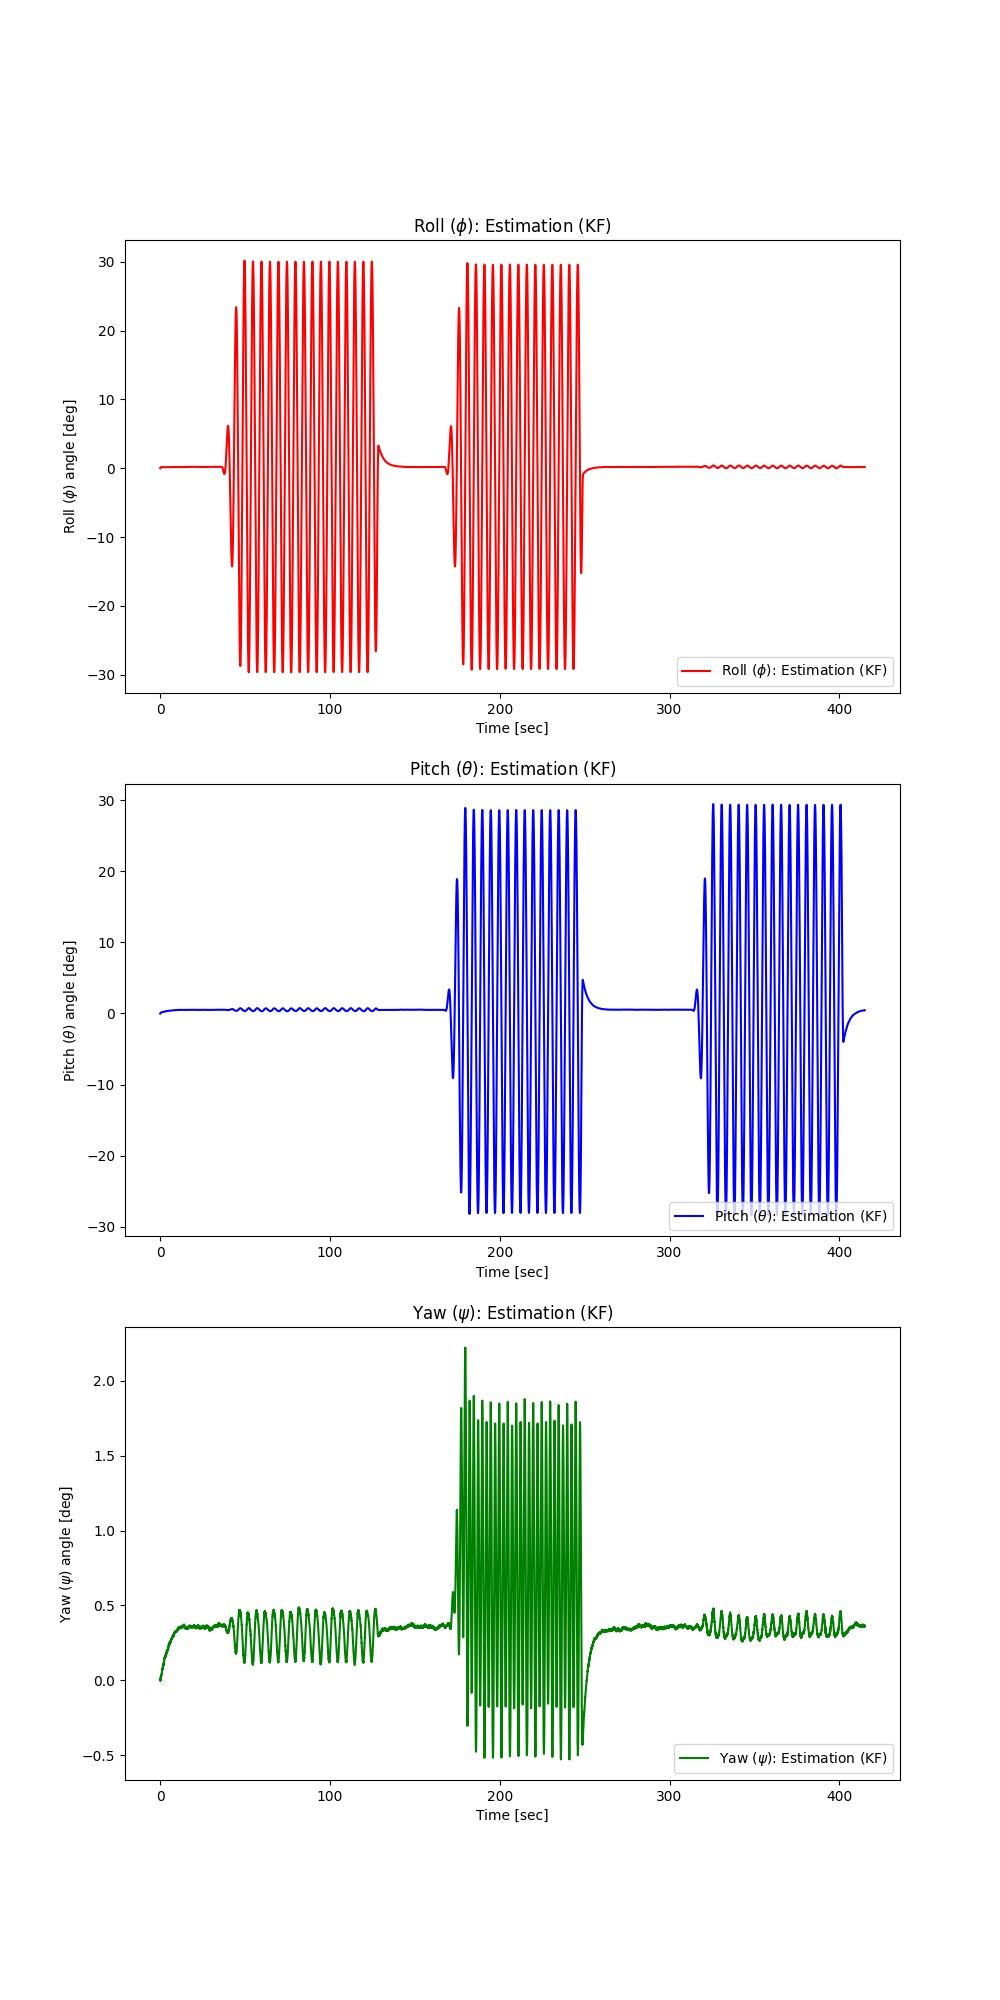 Roll (ϕ): Estimation (KF)
30
20
10
0
−10
−20
−30
Roll (ϕ) angle [deg]
Roll (ϕ): Estimation (KF)
0 100 200 300 400
Time [sec]
Pitch (θ): Estimation (KF)
30
20
10
0
−10
−20
−30
Pitch (θ) angle [deg]
Pitch (θ): Estimation (KF)
0 100 200 300 400
Time [sec]
Yaw (ψ): Estimation (KF)
2.0
1.5
1.0
0.5
0.0
−0.5
Yaw (ψ) angle [deg]
Yaw (ψ): Estimation (KF)
0 100 200 300 400
Time [sec]